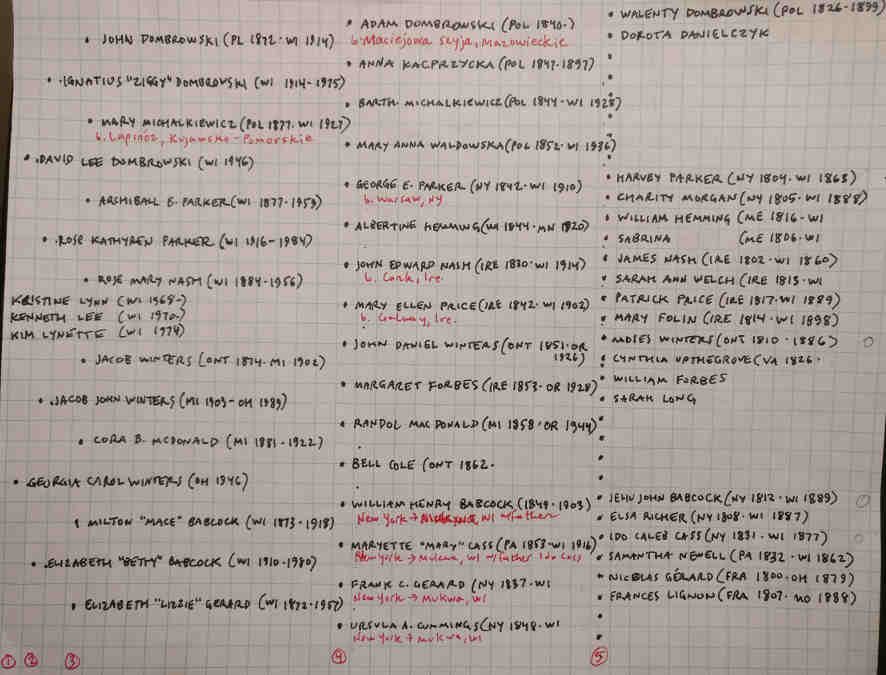 • JOHN DOMBROWSKI (PL 1872 - WI 1914)
• IGNATIUS "ZIGGY" DOMBROWSKI (WI 1914-1975)
• MARY MICHALKIEWICZ (POL 1877. WI 1927)
b. Lapinóz, Kujawsko-Pomorskie
• DAVID LEE DOMBROWSKI (WI 1946)
• ARCHIBALL E. PARKER (WI 1877-1953)
• ROSE KATHYREN PARKER (WI 1916-1984)
• ROSE MARY NASH (WI 1884-1956)
KRISTINE LYNN (WI 1968-)
KENNETH LEE (WI 1970-)
KIM LYNETTE (WI 1974)
• JACOB WINTERS (ONT 1874. MI 1902)
• JACOB JOHN WINTERS (MI 1903-OH 1989)
• CORA B. MCDONALD (MI 1881-1922)
• GEORGIA CAROL WINTERS (OH 1946)
• MILTON "MACE" BABCOCK (WI 1873-1918)
• ELIZABETH "BETTY" BABCOCK (WI 1910-1980)
• ELIZABETH "LIZZIE" GERARD (WI 1872-1957)
① ② ③
• ADAM DOMBROWSKI (POL 1840-)
b. Maciejowa Szyja, Mazowieckie
• ANNA KACPRZYCKA (POL 1847-1897)
• BARTH. MICHALKIEWICZ (POL 1844-WI 1928)
• MARY ANNA WALDOWSKA (POL 1852. WI 1936)
• GEORGE E. PARKER (NY 1842-WI 1910)
b. Warsaw, NY
• ALBERTINE HEMMING (WI 1844-MN 1920)
• JOHN EDWARD NASH (IRE 1830-WI 1914)
b. Cork, Ire.
• MARY ELLEN PRICE (IRE 1842. WI 1902)
b. Galway, Ire.
• JOHN DANIEL WINTERS (ONT 1851-OR 1926)
• MARGARET FORBES (IRE 1853-OR 1928)
• RANDOL MACDONALD (MI 1858-OR 1944)
• BELL COLE (ONT 1862-
• WILLIAM HENRY BABCOCK (1849-1903)
New York → WI w/father
• MARYETTE "MARY" CASS (PA 1853-WI 1916)
New York → Mukwa, WI w/father Ido Cass
• FRANK C. GERARD (NY 1837-WI
New York → Mukwa, WI
• URSULA A. CUMMINGS (NY 1848-WI
New York → Mukwa, WI
④
• WALENTY DOMBROWSKI (POL 1826-1899)
• DOROTA DANIELCZYK
• HARVEY PARKER (NY 1804-WI 1863)
• CHARITY MORGAN (NY 1805-WI 1888)
• WILLIAM HEMMING (ME 1816-WI
• SABRINA (ME 1806-WI
• JAMES NASH (IRE 1802-WI 1860)
• SARAH ANN WELCH (IRE 1815-WI
• PATRICK PRICE (IRE 1817-WI 1889)
• MARY FOLIN (IRE 1814-WI 1898)
• WINTERS (ONT 1810-1886)
• CYNTHIA UPTHEGROVE (VA 1826-
• WILLIAM FORBES
• SARAH LONG
• JEHU JOHN BABCOCK (NY 1812-WI 1889)
• ELSA RICHER (NY 1808-WI 1887)
• IDO CALEB CASS (NY 1831-WI 1877)
• SAMANTHA NEWELL (PA 1832-WI 1862)
• NICOLAS GÉRARD (FRA 1800-OH 1879)
• FRANCES LIGNON (FRA 1807-MO 1888)
⑤